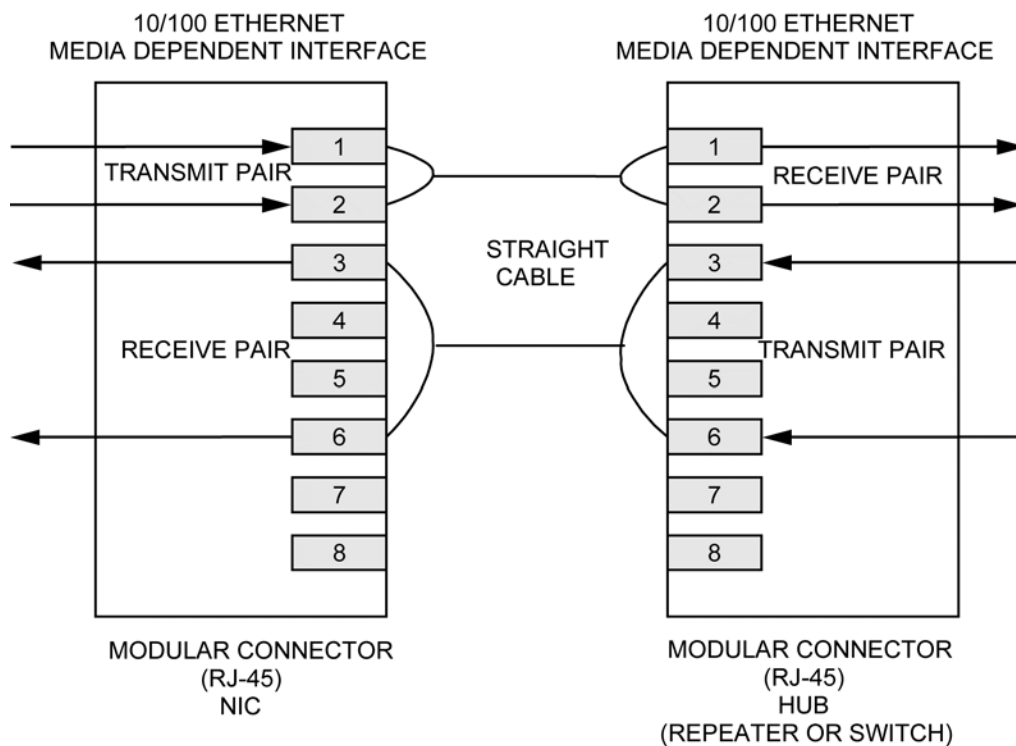 10/100 ETHERNET
MEDIA DEPENDENT INTERFACE
1
TRANSMIT PAIR
2
3
4
RECEIVE PAIR
5
6
7
8
MODULAR CONNECTOR
(RJ-45)
NIC
STRAIGHT
CABLE
10/100 ETHERNET
MEDIA DEPENDENT INTERFACE
1
RECEIVE PAIR
2
3
4
TRANSMIT PAIR
5
6
7
8
MODULAR CONNECTOR
(RJ-45)
HUB
(REPEATER OR SWITCH)